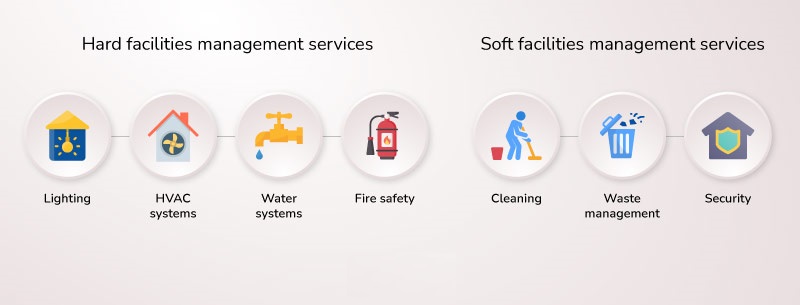 Hard facilities management services
Soft facilities management services
Lighting
HVAC
systems
Water
systems
Fire safety
Cleaning
Waste
management
Security